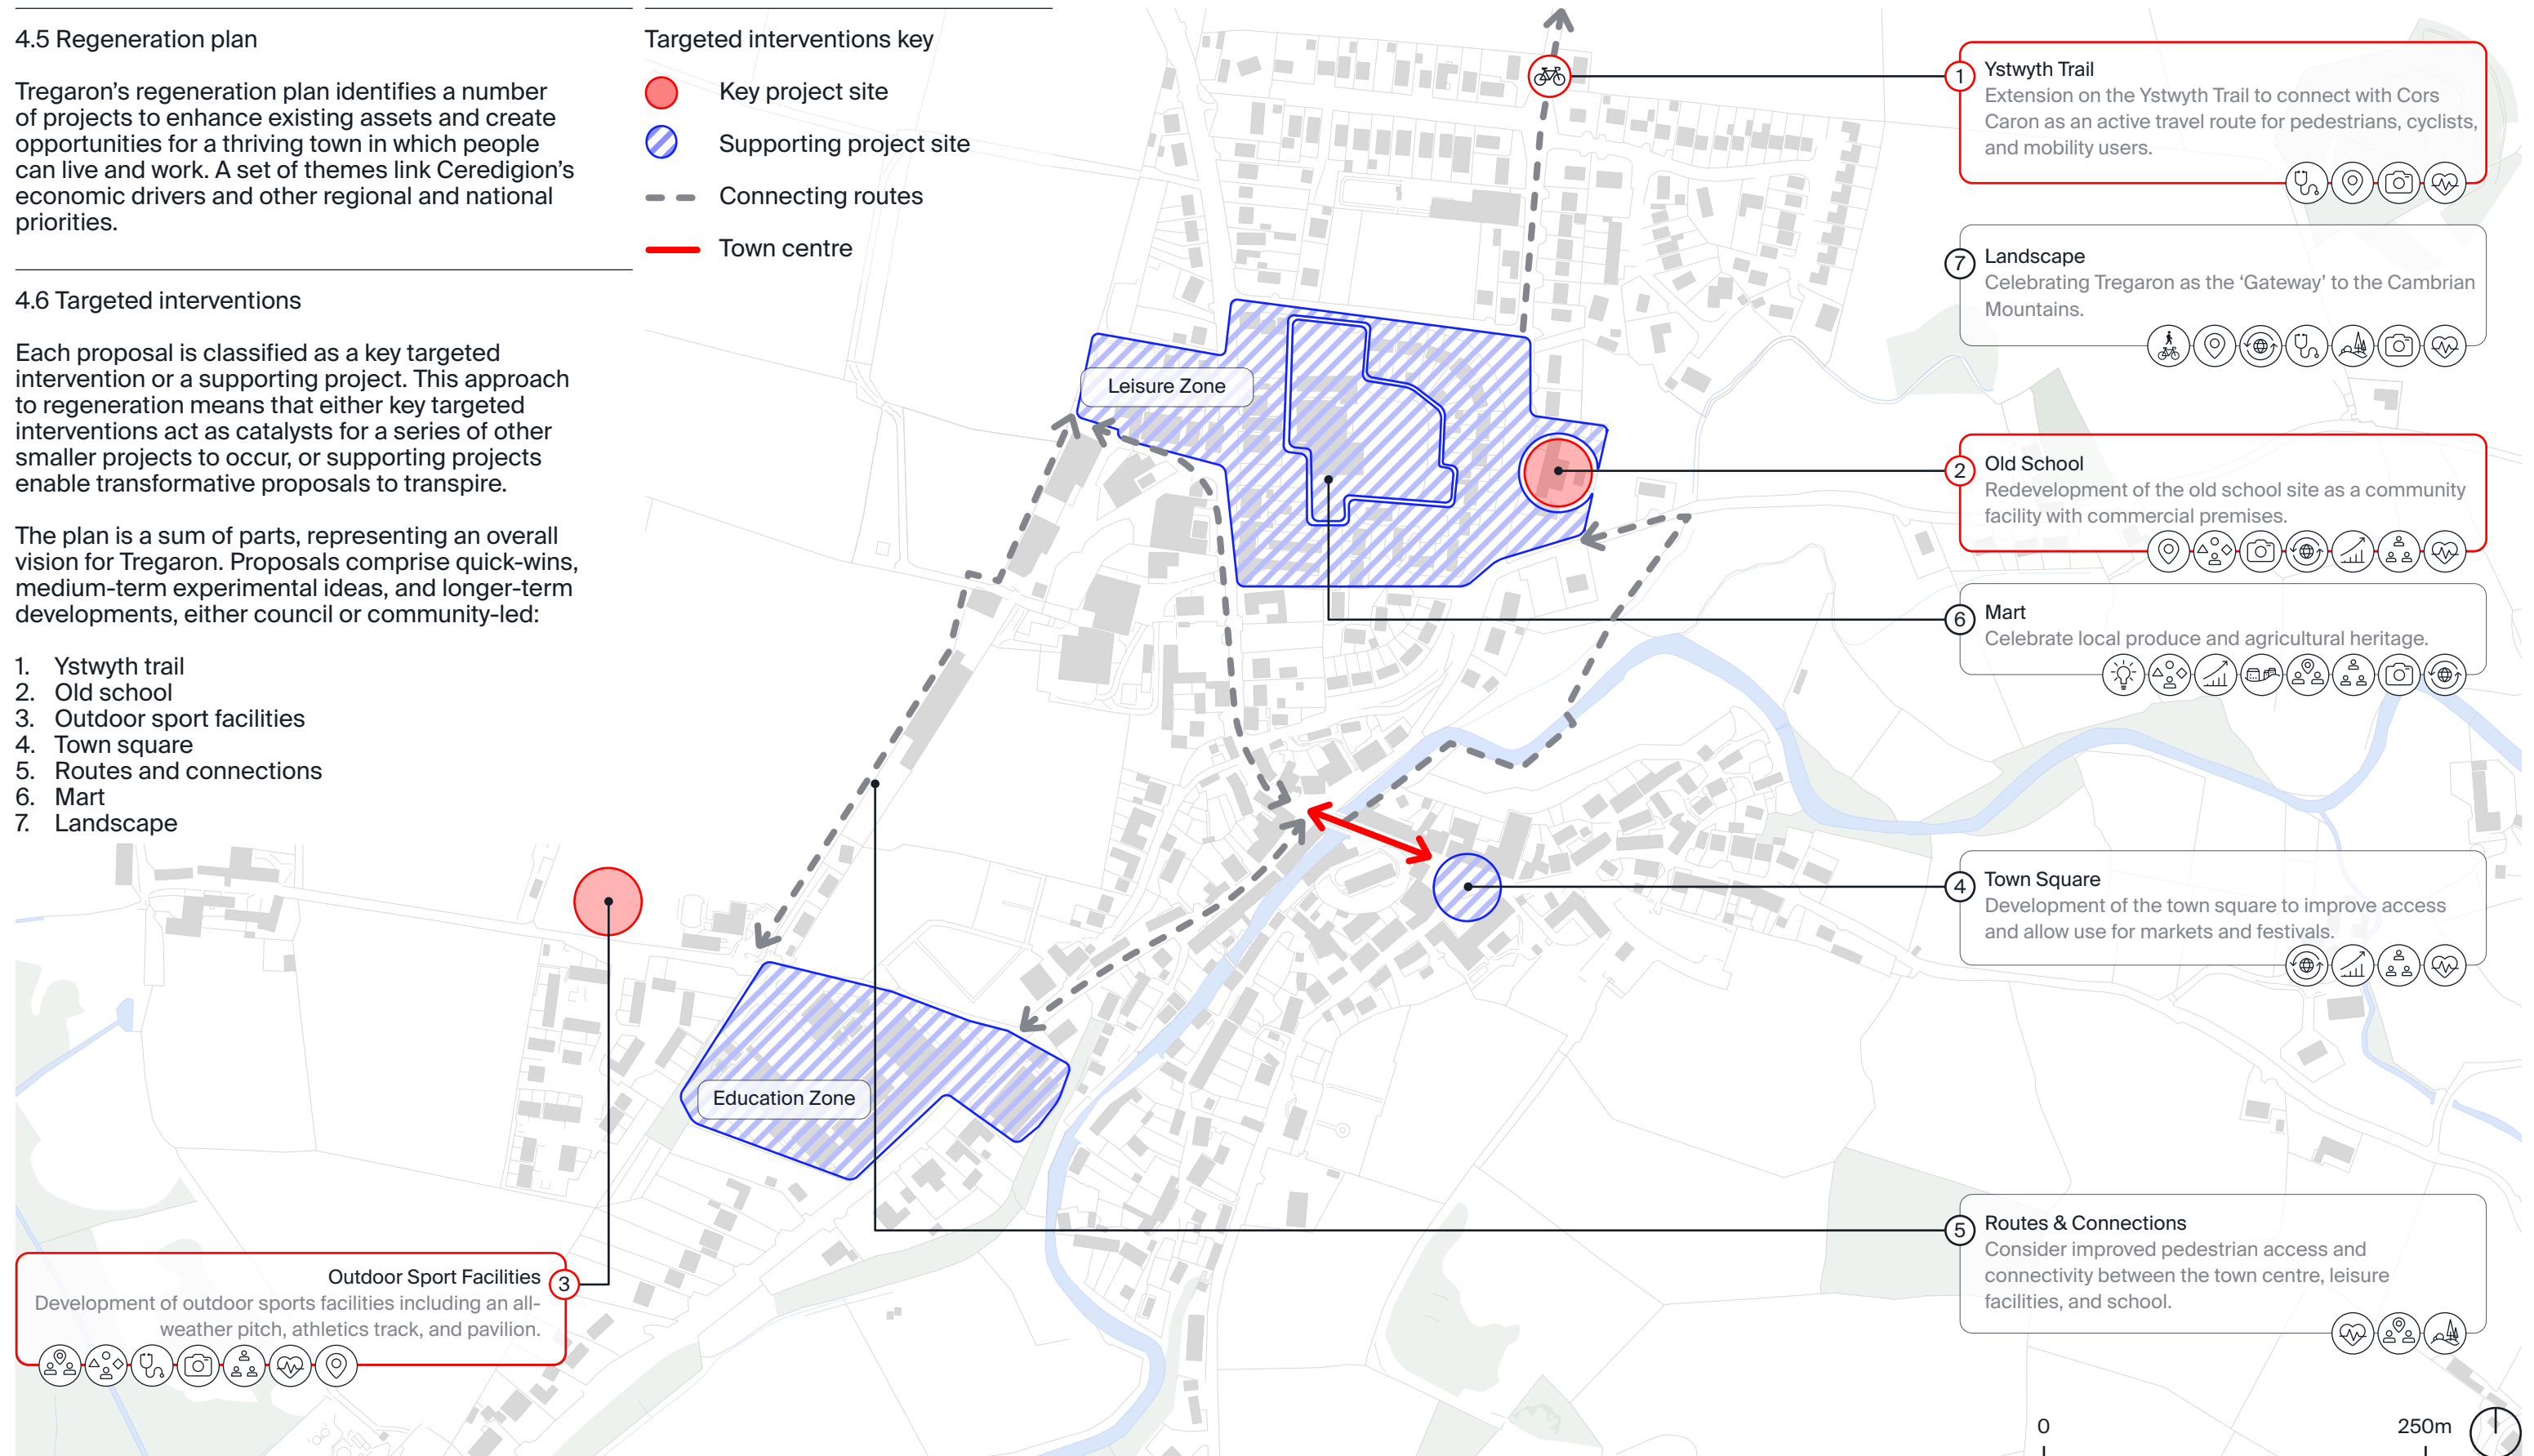 4.5 Regeneration plan
Tregaron’s regeneration plan identifies a number
of projects to enhance existing assets and create
opportunities for a thriving town in which people
can live and work. A set of themes link Ceredigion’s
economic drivers and other regional and national
priorities.
4.6 Targeted interventions
Each proposal is classified as a key targeted
intervention or a supporting project. This approach
to regeneration means that either key targeted
interventions act as catalysts for a series of other
smaller projects to occur, or supporting projects
enable transformative proposals to transpire.
The plan is a sum of parts, representing an overall
vision for Tregaron. Proposals comprise quick-wins,
medium-term experimental ideas, and longer-term
developments, either council or community-led:
1. Ystwyth trail
2. Old school
3. Outdoor sport facilities
4. Town square
5. Routes and connections
6. Mart
7. Landscape
Targeted interventions key
Key project site
Supporting project site
Connecting routes
Town centre
Leisure Zone
Education Zone
1 Ystwyth Trail
Extension on the Ystwyth Trail to connect with Cors
Caron as an active travel route for pedestrians, cyclists,
and mobility users.
7 Landscape
Celebrating Tregaron as the ‘Gateway’ to the Cambrian
Mountains.
2 Old School
Redevelopment of the old school site as a community
facility with commercial premises.
6 Mart
Celebrate local produce and agricultural heritage.
4 Town Square
Development of the town square to improve access
and allow use for markets and festivals.
5 Routes & Connections
Consider improved pedestrian access and
connectivity between the town centre, leisure
facilities, and school.
Outdoor Sport Facilities 3
Development of outdoor sports facilities including an all-
weather pitch, athletics track, and pavilion.
0 250m